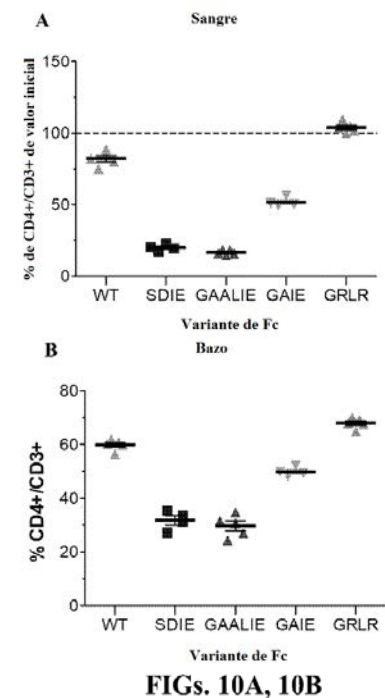 A
Sangre
% de CD4+/CD3+ de valor inicial
150
100
50
0
WT SDIE GAALIE GAIE GRLR
Variante de Fc
B
Bazo
% CD4+/CD3+
80
60
40
20
0
WT SDIE GAALIE GAIE GRLR
Variante de Fc
FIGs. 10A, 10B